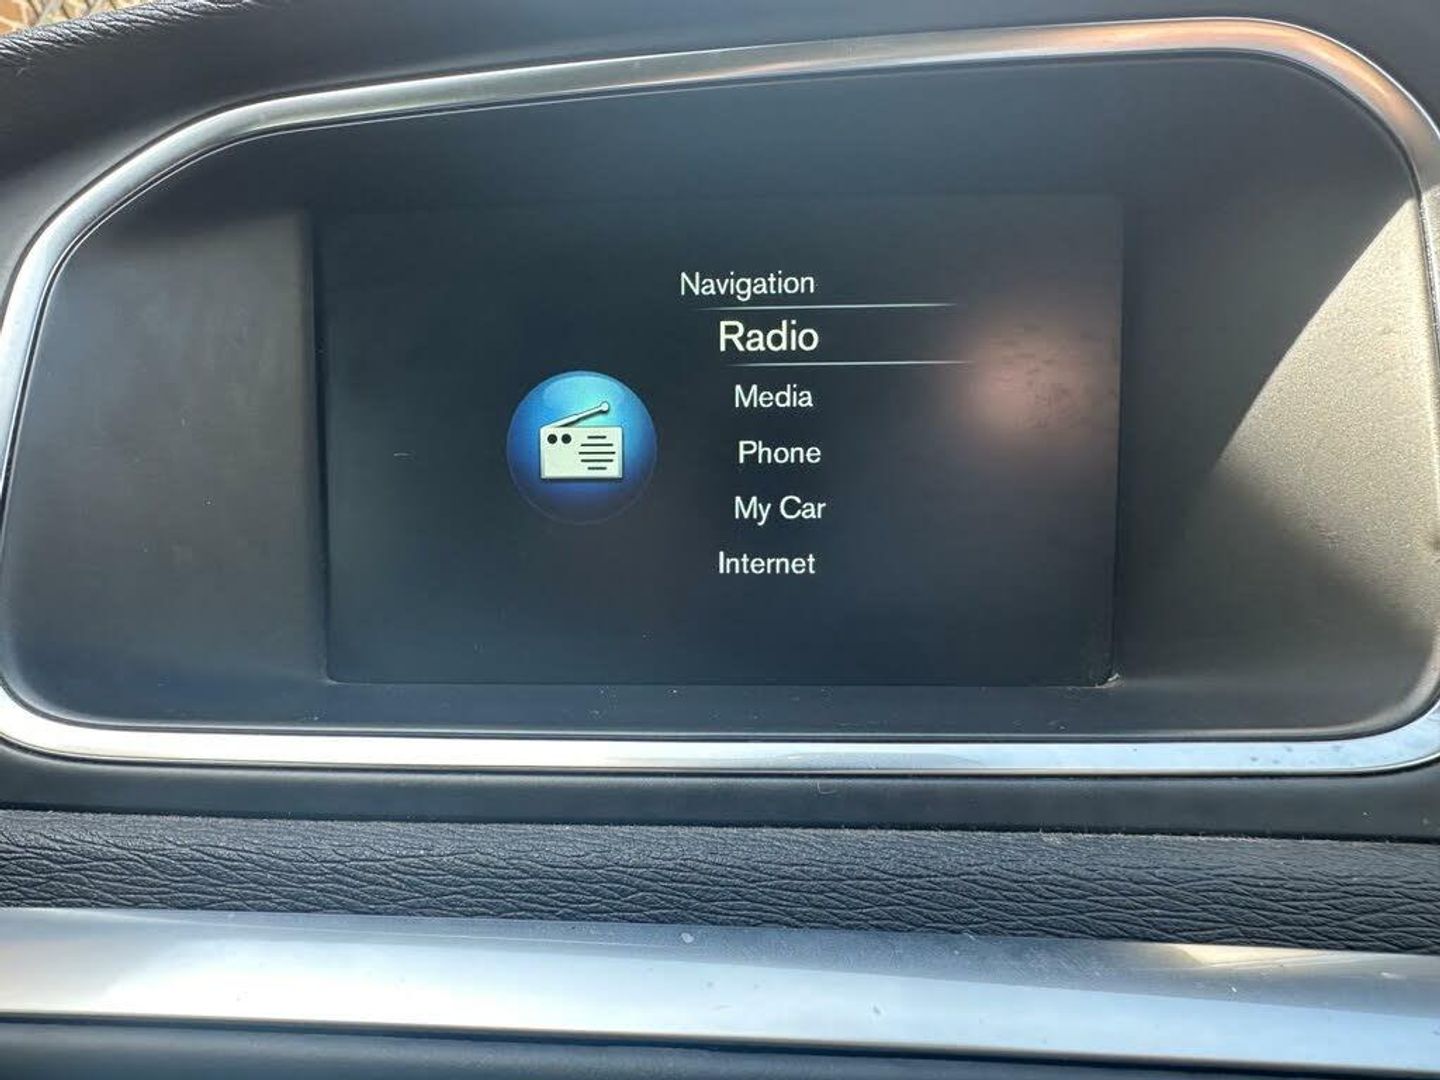 Navigation
Radio
Media
Phone
My Car
Internet